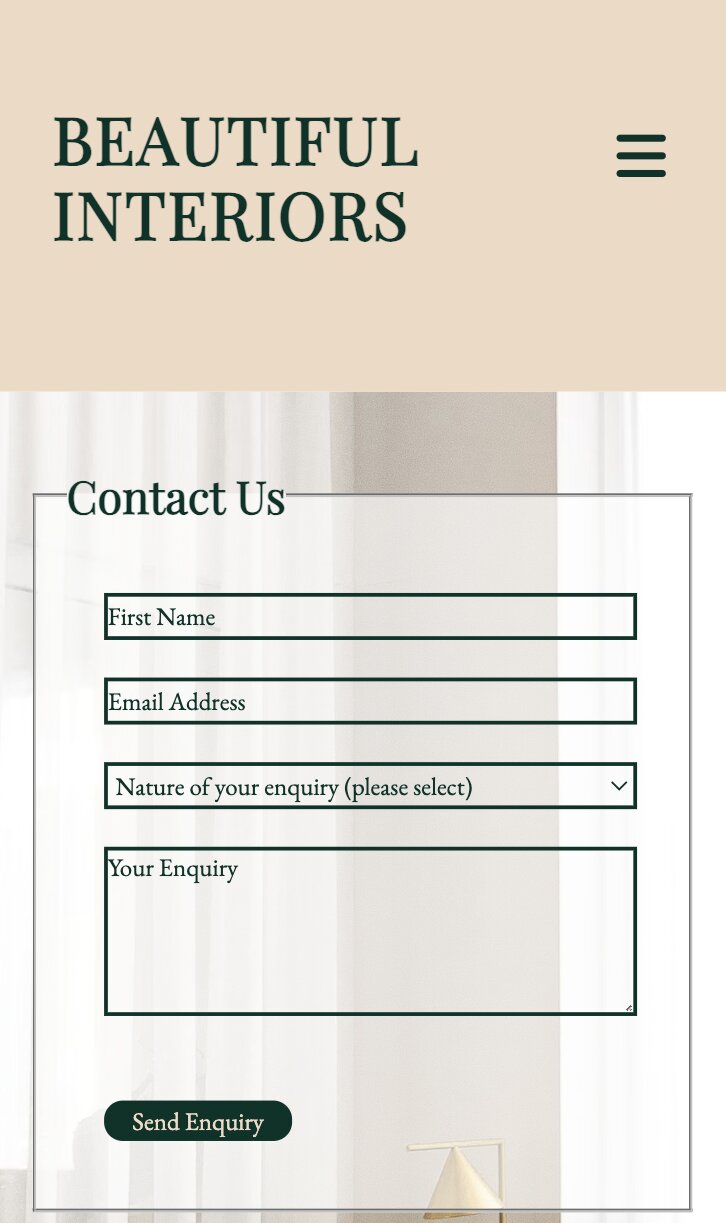 BEAUTIFUL
INTERIORS
Contact Us
First Name
Email Address
Nature of your enquiry (please select)
Your Enquiry
Send Enquiry